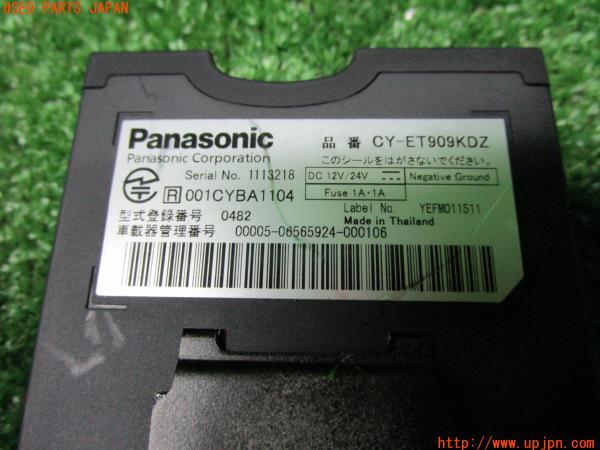 USED PARTS JAPAN
Panasonic 品番 CY-ET909KDZ
Panasonic Corporation このシールをはがさないでください。
Serial No. 1113218 DC 12V/24V Negative Ground
R 001CYBA1104 Fuse 1A・1A
Label No. YEFM011511
型式登録番号 0482 Made in Thailand
車載器管理番号 00005-06565924-000106
http://www.upjpn.com/